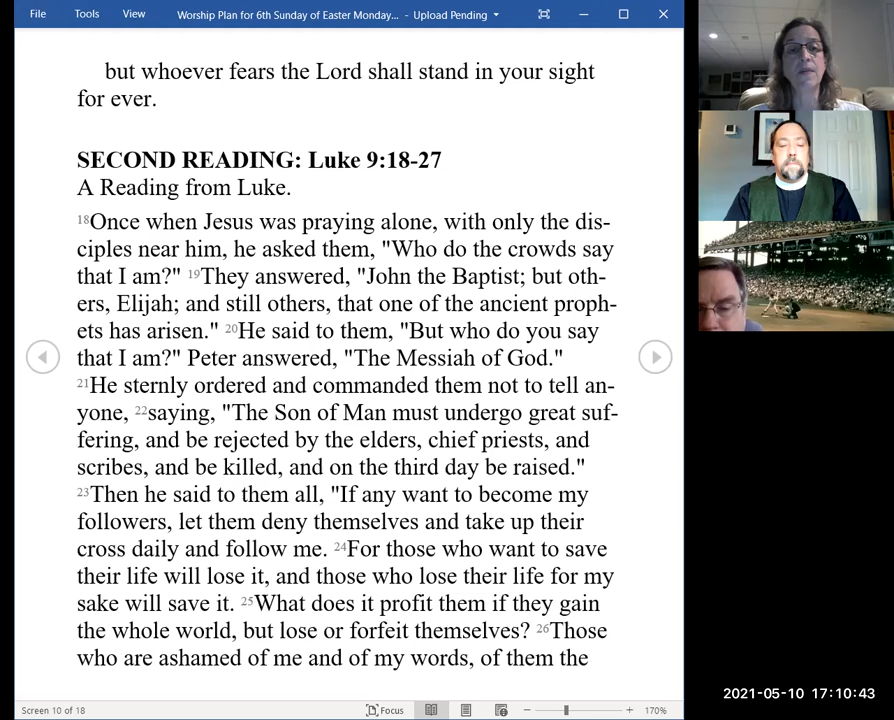 File Tools Worship Plan for 6th Sunday of Easter Monday... - Upload Pending
but whoever fears the Lord shall stand in your sight
for ever.
SECOND READING: Luke 9:18-27
A Reading from Luke.
18Once when Jesus was praying alone, with only the dis-
ciples near him, he asked them, "Who do the crowds say
that I am?" 19They answered, "John the Baptist; but oth-
ers, Elijah; and still others, that one of the ancient proph-
ets has arisen." 20He said to them, "But who do you say
that I am?" Peter answered, "The Messiah of God."
21He sternly ordered and commanded them not to tell an-
yone, 22saying, "The Son of Man must undergo great suf-
fering, and be rejected by the elders, chief priests, and
scribes, and be killed, and on the third day be raised."
23Then he said to them all, "If any want to become my
followers, let them deny themselves and take up their
cross daily and follow me. 24For those who want to save
their life will lose it, and those who lose their life for my
sake will save it. 25What does it profit them if they gain
the whole world, but lose or forfeit themselves? 26Those
who are ashamed of me and of my words, of them the
Screen 10 of 18 Focus 170%
2021-05-10 17:10:43